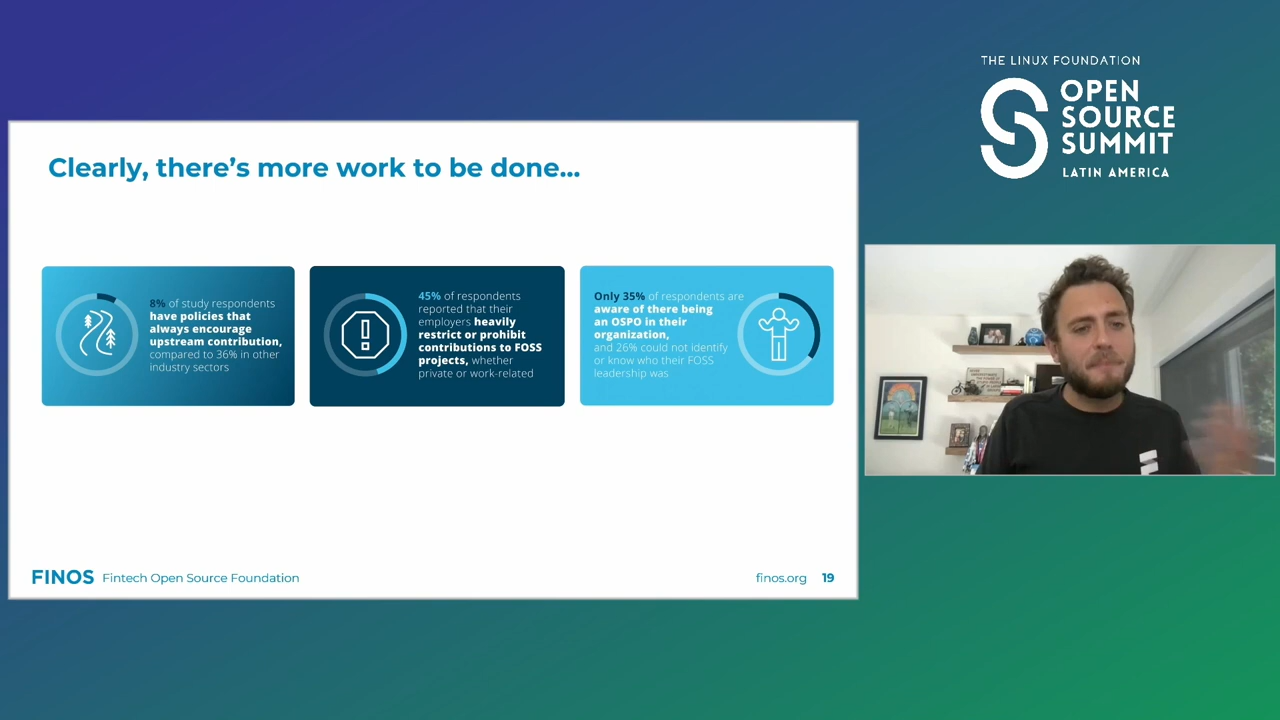 THE LINUX FOUNDATION
OPEN
SOURCE
SUMMIT
LATIN AMERICA
Clearly, there's more work to be done...
8% of study respondents
have policies that
always encourage
upstream contribution,
compared to 36% in other
industry sectors
45% of respondents
reported that their
employers heavily
restrict or prohibit
contributions to FOSS
projects, whether
private or work-related
Only 35% of respondents are
aware of there being
an OSPO in their
organization,
and 26% could not identify
or know who their FOSS
leadership was
FINOS Fintech Open Source Foundation
finos.org 19